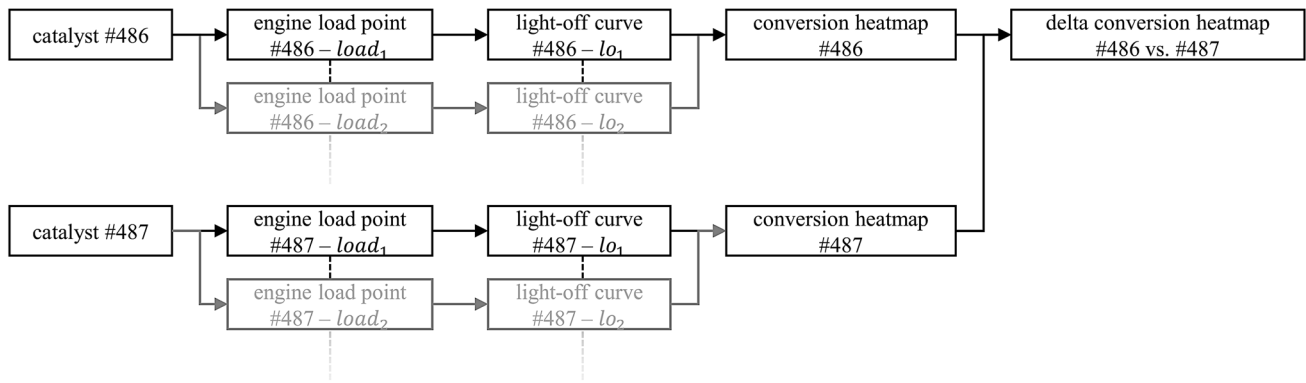 catalyst #486
engine load point
#486 – load₁
light-off curve
#486 – lo₁
conversion heatmap
#486
delta conversion heatmap
#486 vs. #487
engine load point
#486 – load₂
light-off curve
#486 – lo₂
catalyst #487
engine load point
#487 – load₁
light-off curve
#487 – lo₁
conversion heatmap
#487
engine load point
#487 – load₂
light-off curve
#487 – lo₂